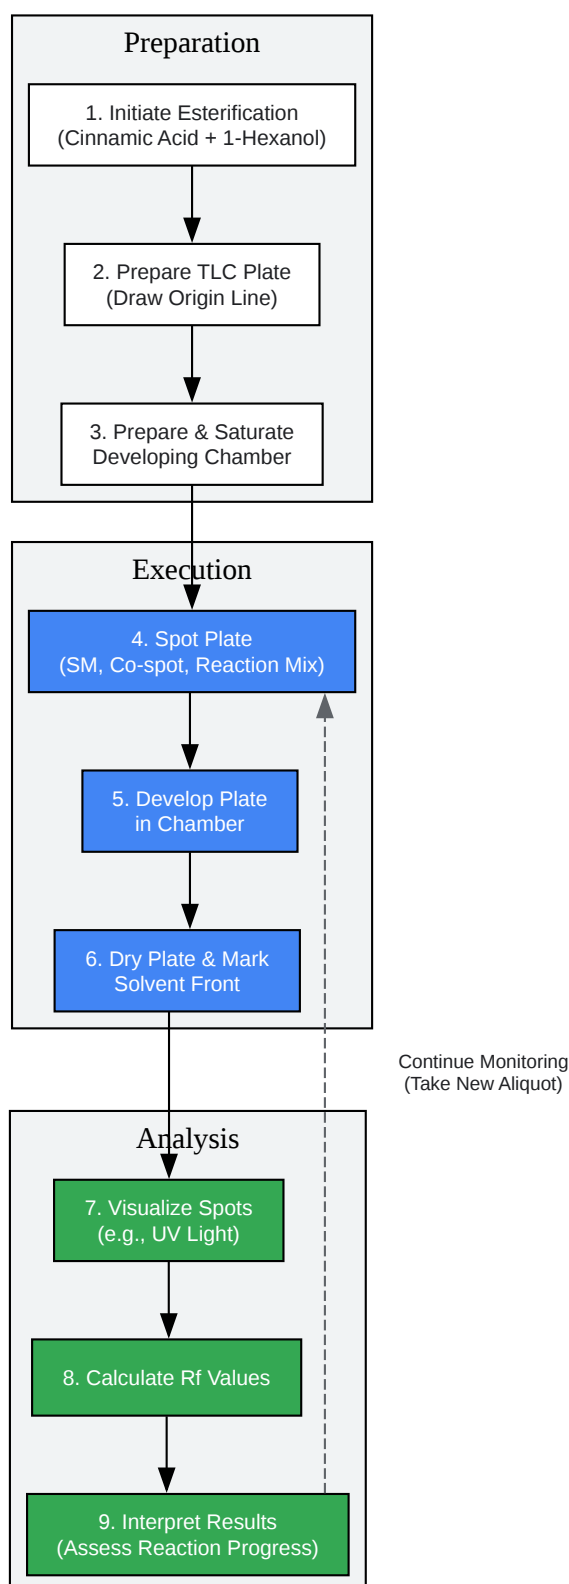 Preparation
1. Initiate Esterification
(Cinnamic Acid + 1-Hexanol)
2. Prepare TLC Plate
(Draw Origin Line)
3. Prepare & Saturate
Developing Chamber
Execution
4. Spot Plate
(SM, Co-spot, Reaction Mix)
5. Develop Plate
in Chamber
6. Dry Plate & Mark
Solvent Front
Continue Monitoring
(Take New Aliquot)
Analysis
7. Visualize Spots
(e.g., UV Light)
8. Calculate Rf Values
9. Interpret Results
(Assess Reaction Progress)